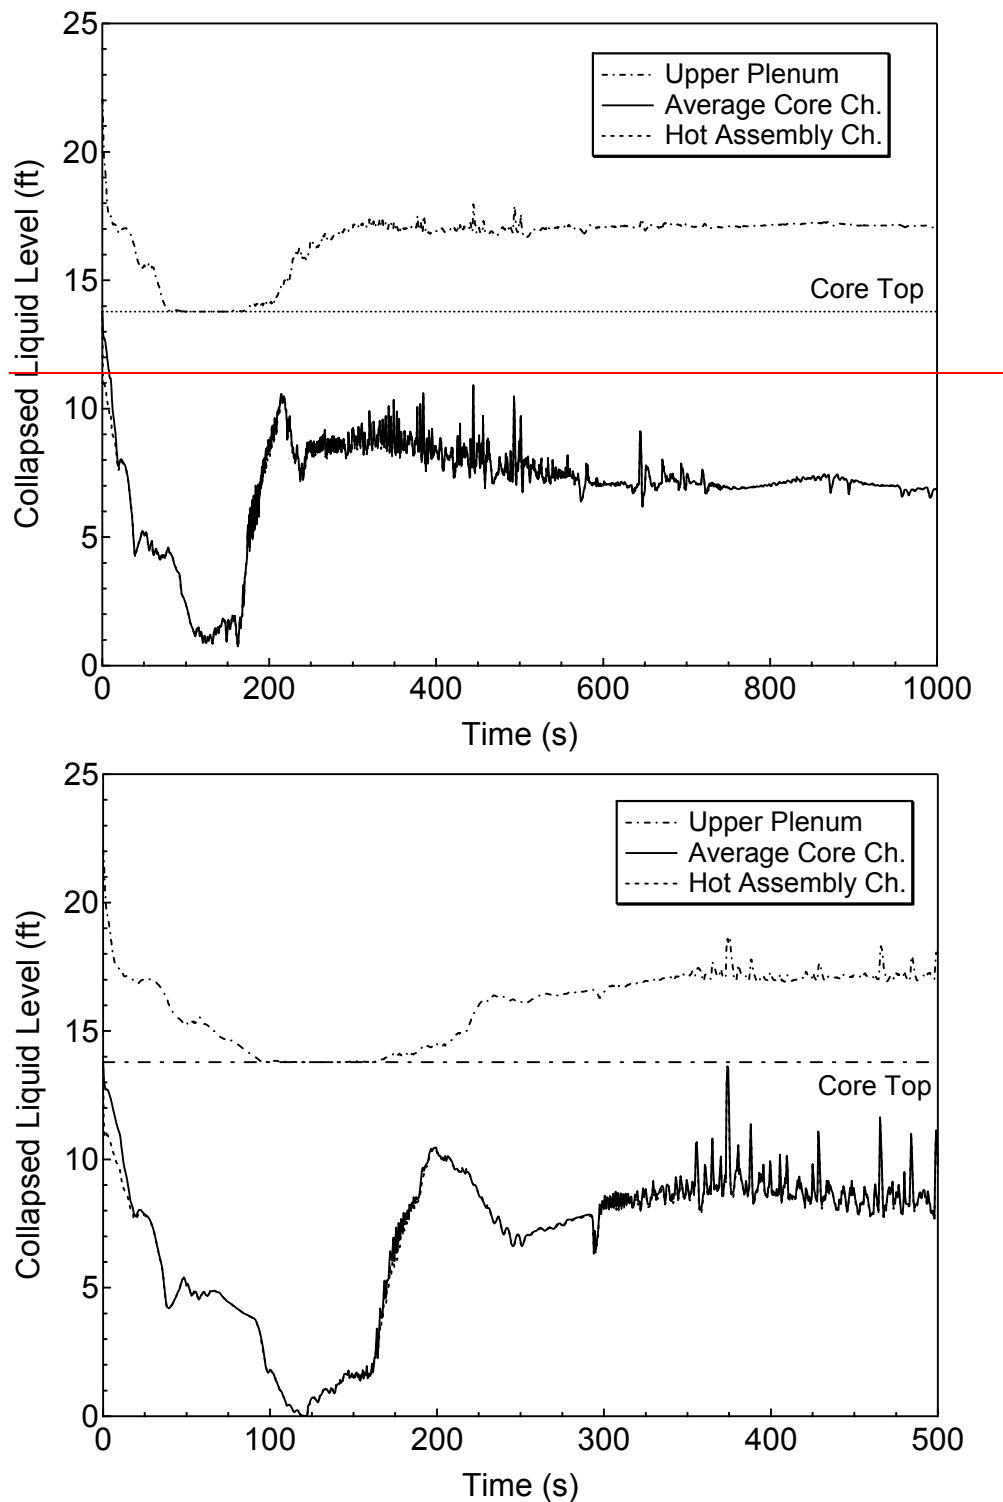 25
20
15
10
5
0
Collapsed Liquid Level (ft)
Upper Plenum
Average Core Ch.
Hot Assembly Ch.
Core Top
0 200 400 600 800 1000
Time (s)
25
20
15
10
5
0
Collapsed Liquid Level (ft)
Upper Plenum
Average Core Ch.
Hot Assembly Ch.
Core Top
0 100 200 300 400 500
Time (s)